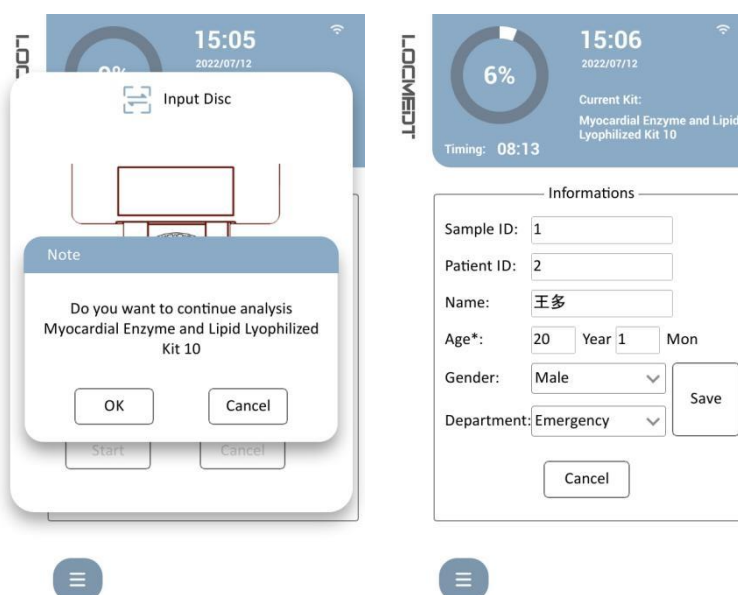 15:05
2022/07/12
0%
Input Disc
Note
Do you want to continue analysis
Myocardial Enzyme and Lipid Lyophilized
Kit 10
OK
Cancel
Start
Cancel
LOCMEDT
15:06
2022/07/12
6%
Current Kit:
Myocardial Enzyme and Lipid
Lyophilized Kit 10
Timing: 08:13
Informations
Sample ID: 1
Patient ID: 2
Name: 王多
Age*: 20 Year 1 Mon
Gender: Male
Department: Emergency
Save
Cancel